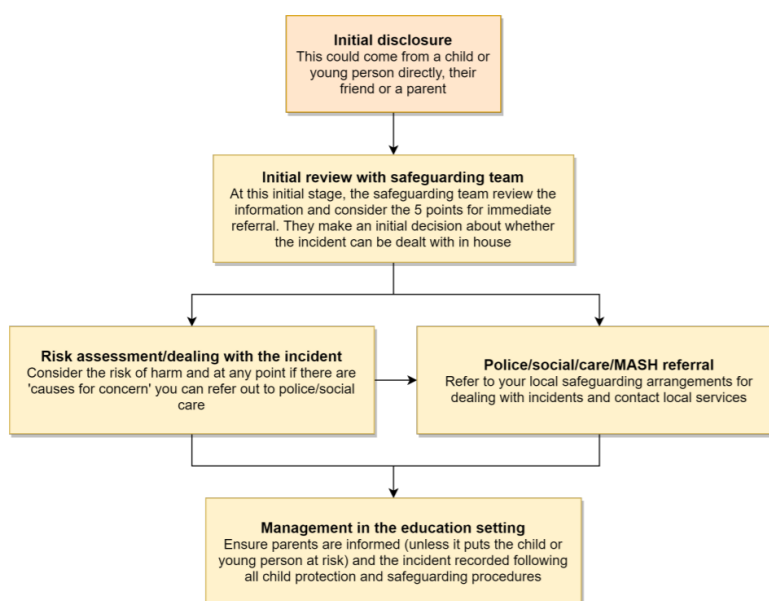 Initial disclosure
This could come from a child or
young person directly, their
friend or a parent
Initial review with safeguarding team
At this initial stage, the safeguarding team review the
information and consider the 5 points for immediate
referral. They make an initial decision about whether
the incident can be dealt with in house
Risk assessment/dealing with the incident
Consider the risk of harm and at any point if there are
'causes for concern' you can refer out to police/social
care
Police/social/care/MASH referral
Refer to your local safeguarding arrangements for
dealing with incidents and contact local services
Management in the education setting
Ensure parents are informed (unless it puts the child or
young person at risk) and the incident recorded following
all child protection and safeguarding procedures